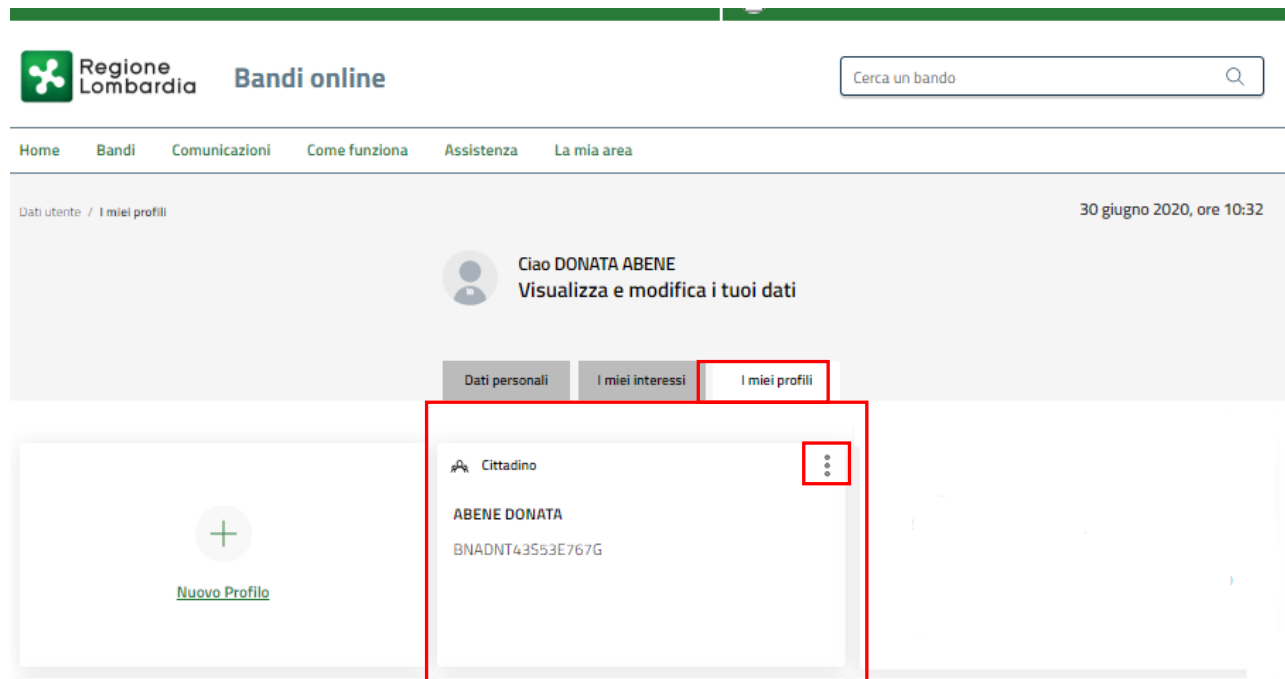 Regione
Lombardia
Bandi online
Cerca un bando
Home Bandi Comunicazioni Come funziona Assistenza La mia area
Dati utente / I miei profili
30 giugno 2020, ore 10:32
Ciao DONATA ABENE
Visualizza e modifica i tuoi dati
Dati personali I miei interessi I miei profili
Cittadino
ABENE DONATA
BNADNT43S53E767G
Nuovo Profilo